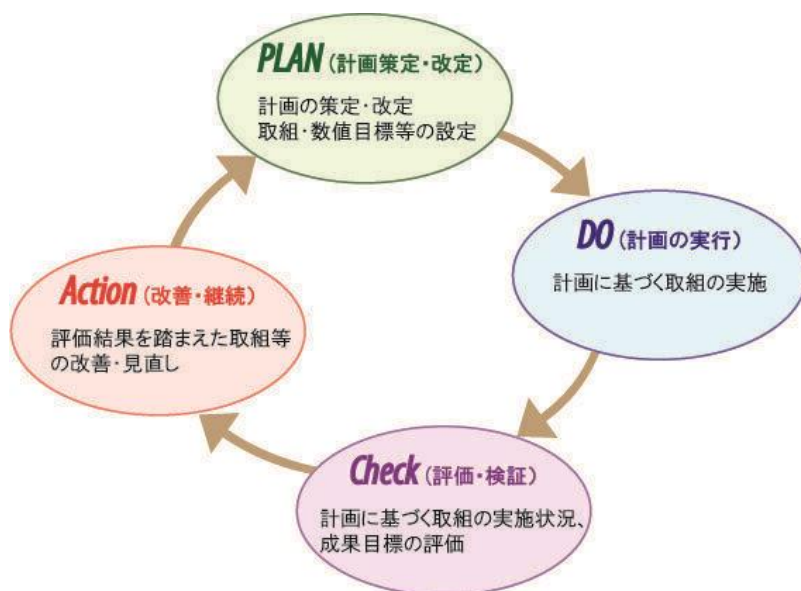 PLAN（計画策定・改定）
計画の策定・改定
取組・数値目標等の設定
DO（計画の実行）
計画に基づく取組の実施
Check（評価・検証）
計画に基づく取組の実施状況、
成果目標の評価
Action（改善・継続）
評価結果を踏まえた取組等
の改善・見直し